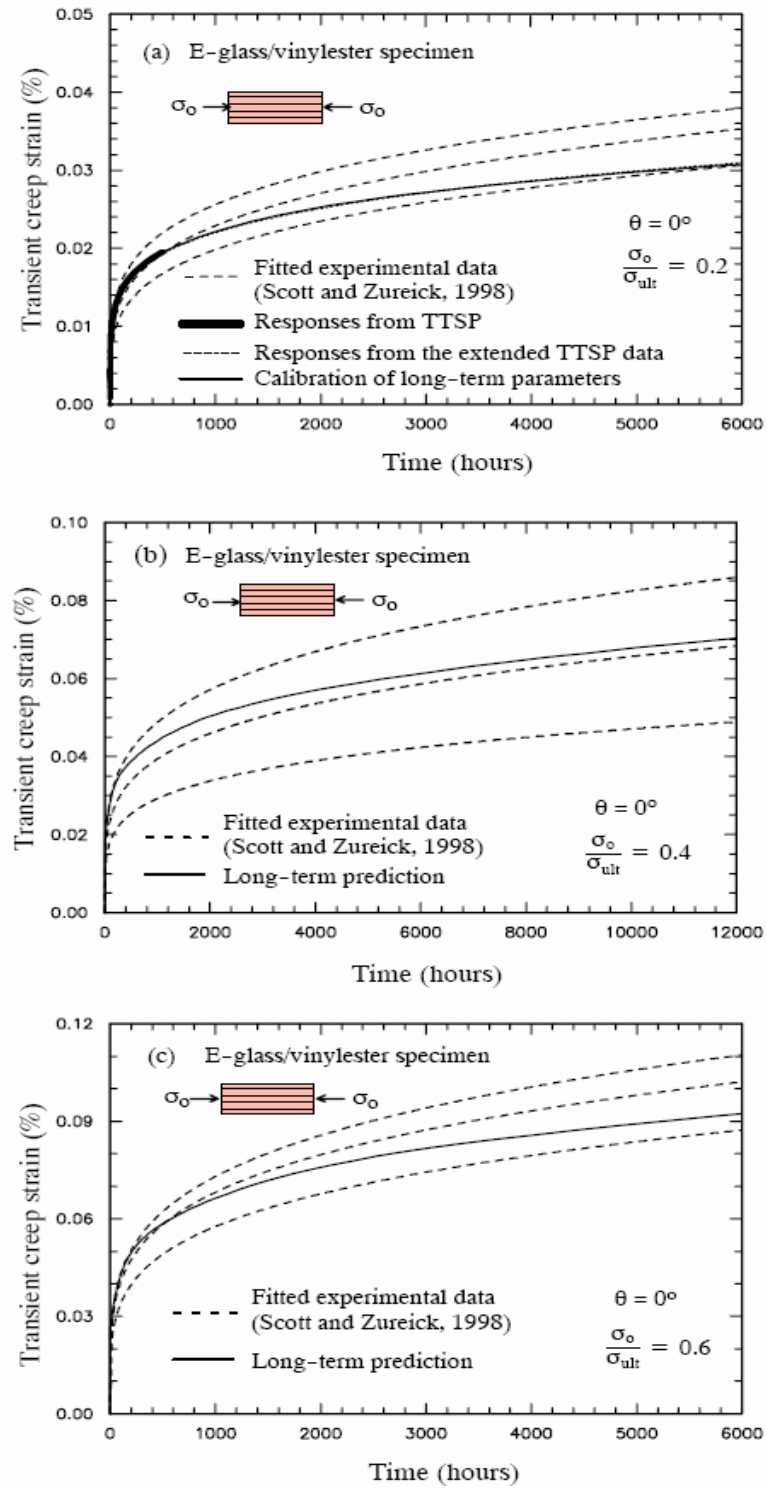 (a) E-glass/vinylester specimen
σo
σo
Transient creep strain (%)
0.05
0.04
0.03
0.02
0.01
0.00
θ = 0º
σo
σult
= 0.2
Fitted experimental data
(Scott and Zureick, 1998)
Responses from TTSP
Responses from the extended TTSP data
Calibration of long-term parameters
0 1000 2000 3000 4000 5000 6000
Time (hours)
(b) E-glass/vinylester specimen
σo
σo
Transient creep strain (%)
0.10
0.08
0.06
0.04
0.02
0.00
θ = 0º
σo
σult
= 0.4
Fitted experimental data
(Scott and Zureick, 1998)
Long-term prediction
0 2000 4000 6000 8000 10000 12000
Time (hours)
(c) E-glass/vinylester specimen
σo
σo
Transient creep strain (%)
0.12
0.09
0.06
0.03
0.00
θ = 0º
σo
σult
= 0.6
Fitted experimental data
(Scott and Zureick, 1998)
Long-term prediction
0 1000 2000 3000 4000 5000 6000
Time (hours)